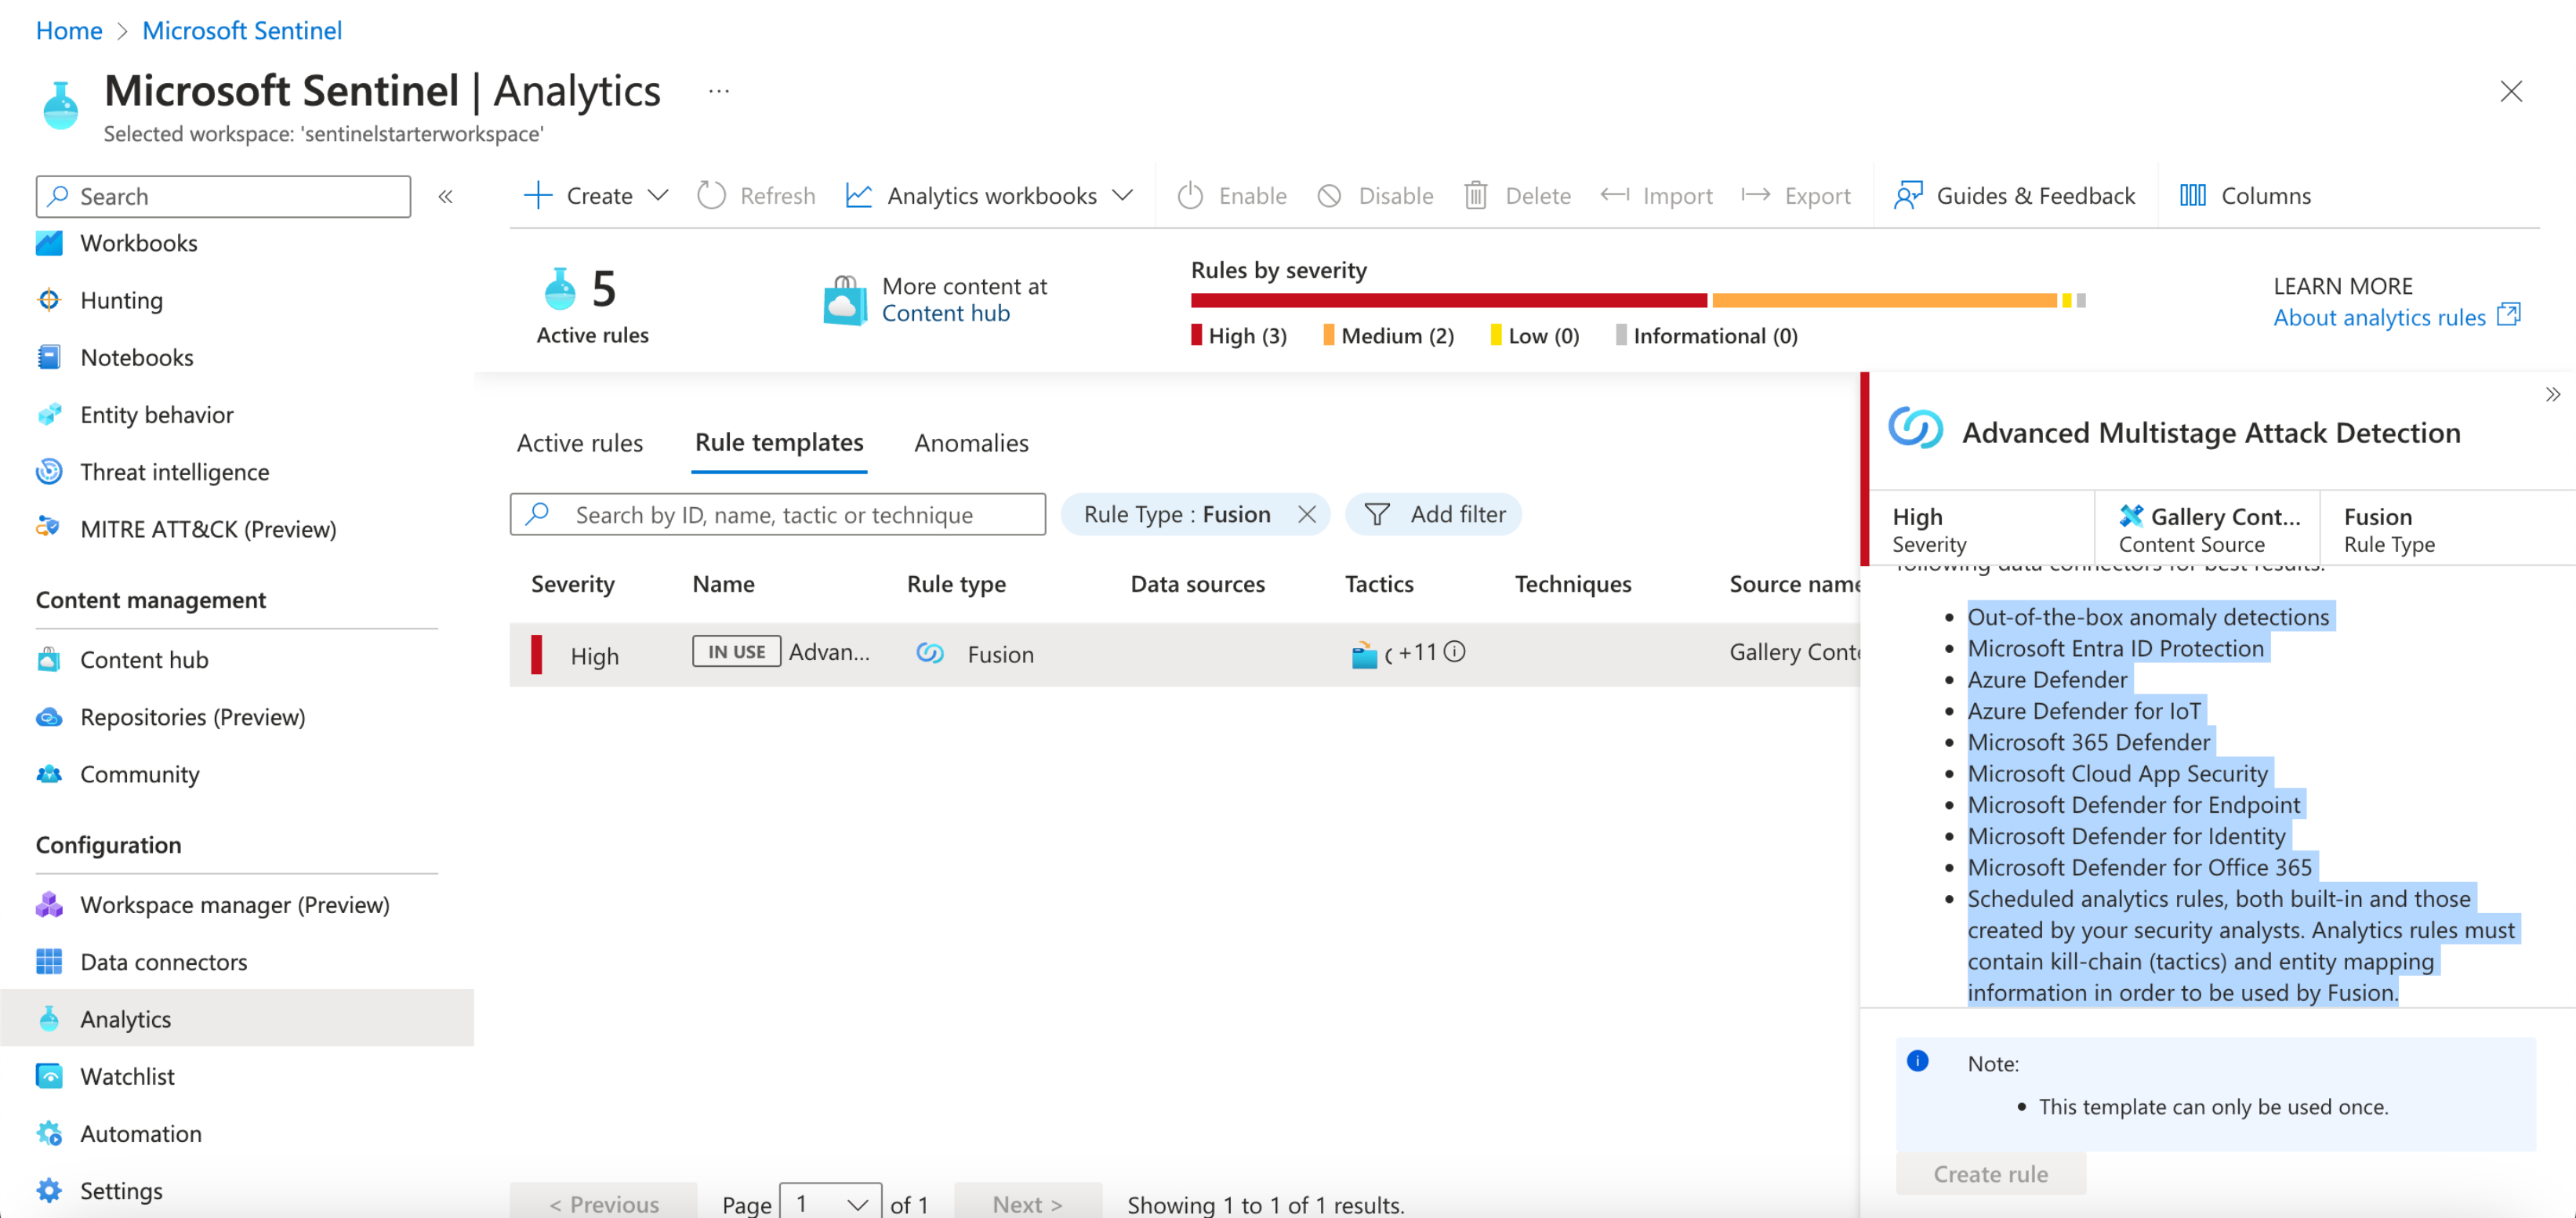 Home > Microsoft Sentinel
Microsoft Sentinel | Analytics ...
Selected workspace: 'sentinelstarterworkspace'
Search
Workbooks
Hunting
Notebooks
Entity behavior
Threat intelligence
MITRE ATT&CK (Preview)
Content management
Content hub
Repositories (Preview)
Community
Configuration
Workspace manager (Preview)
Data connectors
Analytics
Watchlist
Automation
Settings
Create Refresh Analytics workbooks Enable Disable Delete Import Export Guides & Feedback Columns
5
Active rules
More content at
Content hub
Rules by severity
High (3) Medium (2) Low (0) Informational (0)
LEARN MORE
About analytics rules
Active rules Rule templates Anomalies
Search by ID, name, tactic or technique
Rule Type : Fusion
Add filter
Severity Name Rule type Data sources Tactics Techniques Source name
High IN USE Advan... Fusion +11 Gallery Conte
< Previous Page 1 of 1 Next > Showing 1 to 1 of 1 results.
Advanced Multistage Attack Detection
High
Severity
Gallery Cont...
Content Source
Fusion
Rule Type
following data connectors for best results.
• Out-of-the-box anomaly detections
• Microsoft Entra ID Protection
• Azure Defender
• Azure Defender for IoT
• Microsoft 365 Defender
• Microsoft Cloud App Security
• Microsoft Defender for Endpoint
• Microsoft Defender for Identity
• Microsoft Defender for Office 365
• Scheduled analytics rules, both built-in and those
created by your security analysts. Analytics rules must
contain kill-chain (tactics) and entity mapping
information in order to be used by Fusion.
Note:
• This template can only be used once.
Create rule